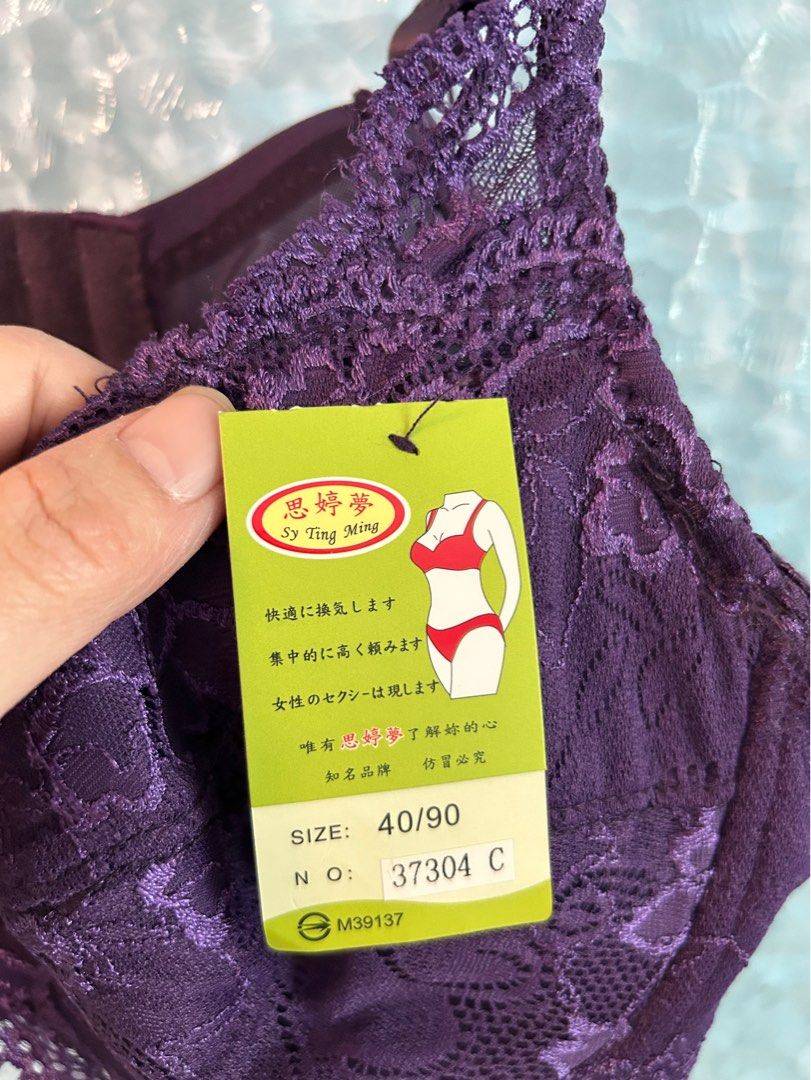 思婷夢
Sy Ting Ming
快適に換気します
集中的に高く頼みます
女性のセクシーは現します
唯有思婷夢了解妳的心
知名品牌 仿冒必究
SIZE: 40/90
N O: 37304 C
M39137